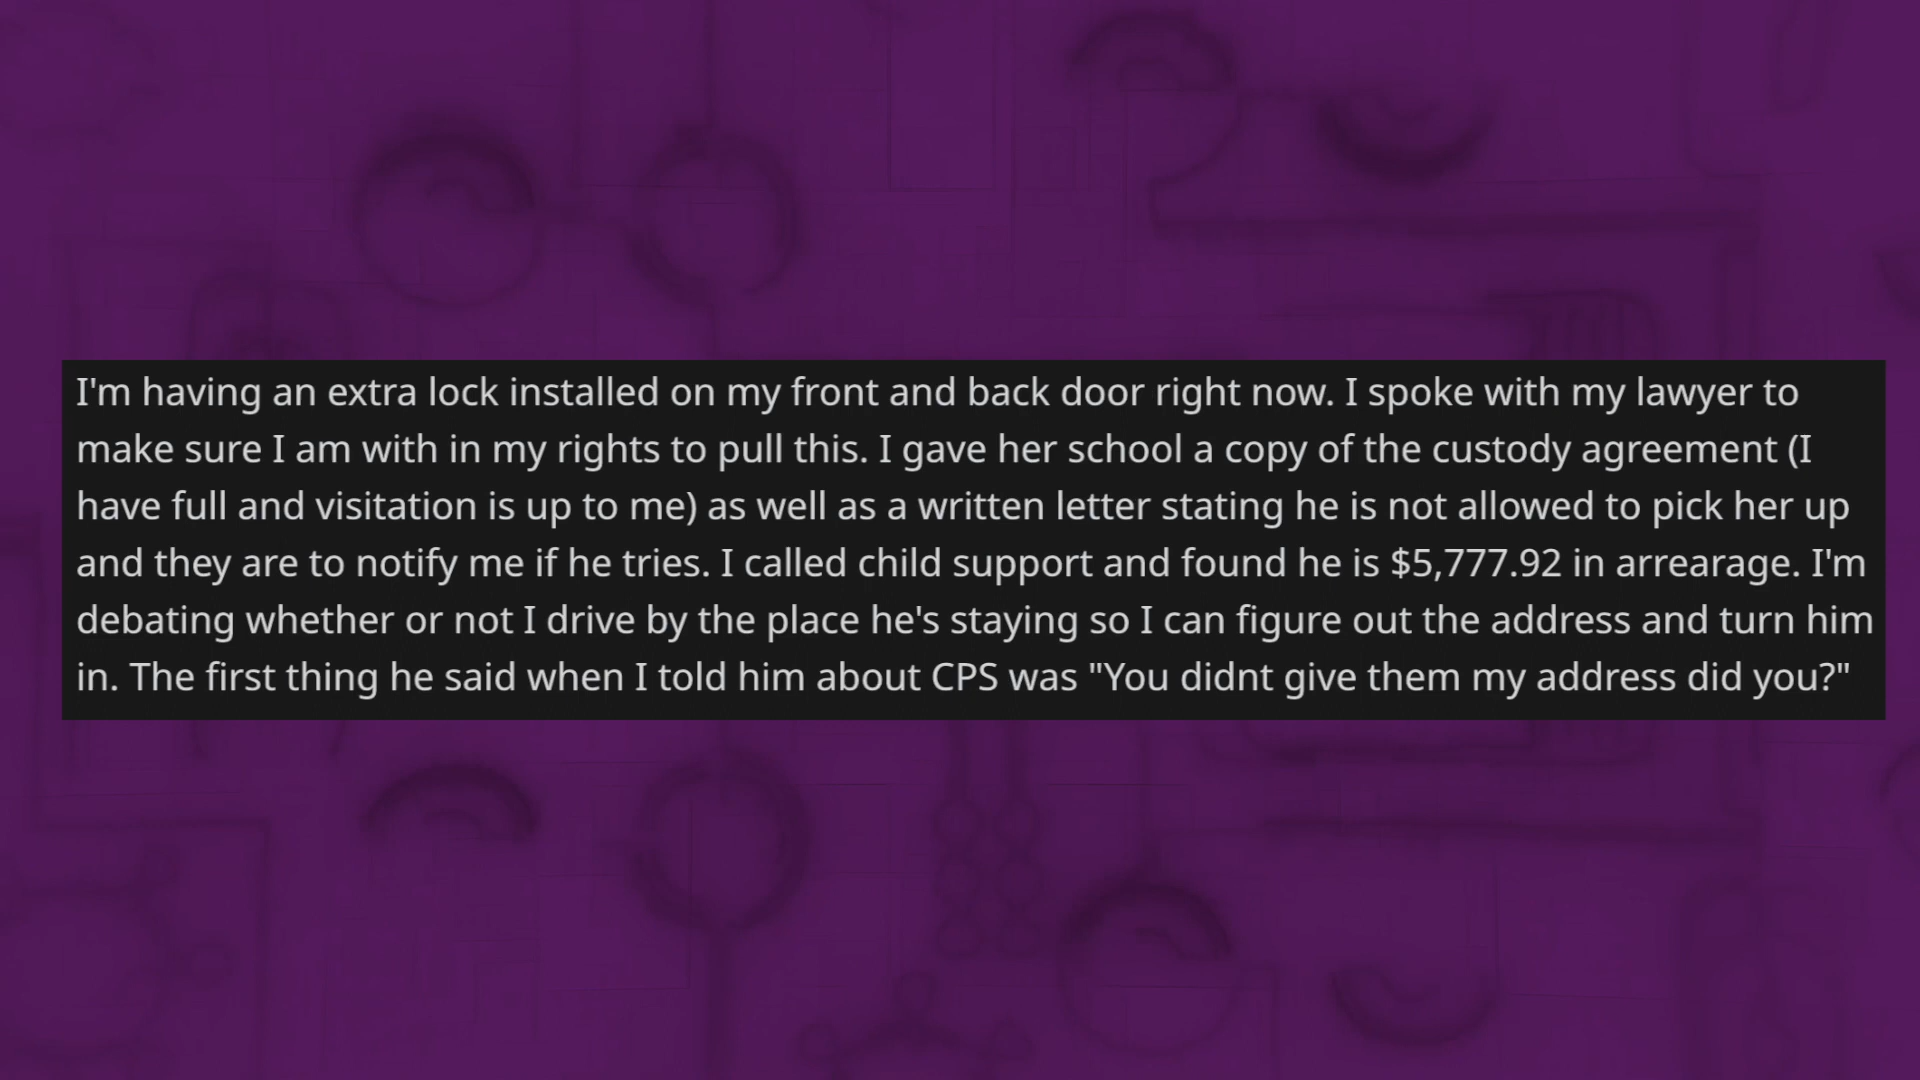 I'm having an extra lock installed on my front and back door right now. I spoke with my lawyer to
make sure I am with in my rights to pull this. I gave her school a copy of the custody agreement (I
have full and visitation is up to me) as well as a written letter stating he is not allowed to pick her up
and they are to notify me if he tries. I called child support and found he is $5,777.92 in arrearage. I'm
debating whether or not I drive by the place he's staying so I can figure out the address and turn him
in. The first thing he said when I told him about CPS was "You didnt give them my address did you?"